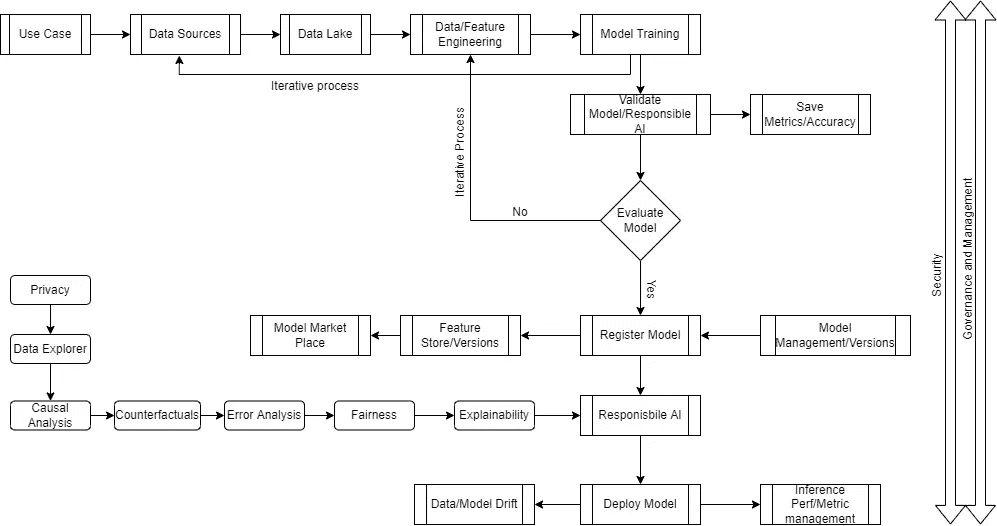 Use Case
Data Sources
Data Lake
Data/Feature
Engineering
Model Training
Iterative process
Validate
Model/Responsible
AI
Save
Metrics/Accuracy
Iterative Process
No
Evaluate
Model
Yes
Security
Governance and Management
Privacy
Data Explorer
Model Market
Place
Feature
Store/Versions
Register Model
Model
Management/Versions
Causal
Analysis
Counterfactuals
Error Analysis
Fairness
Explainability
Responisbile AI
Data/Model Drift
Deploy Model
Inference
Perf/Metric
management